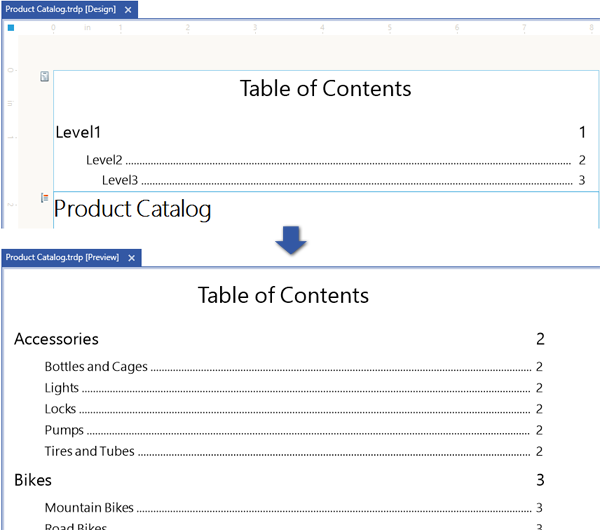 Product Catalog.trdp [Design] ×
0 in 1 2 3 4 5 6 7 8
Table of Contents
Level1 1
Level2 2
Level3 3
Product Catalog
Product Catalog.trdp [Preview] ×
Table of Contents
Accessories 2
Bottles and Cages 2
Lights 2
Locks 2
Pumps 2
Tires and Tubes 2
Bikes 3
Mountain Bikes 3
Road Bikes 3